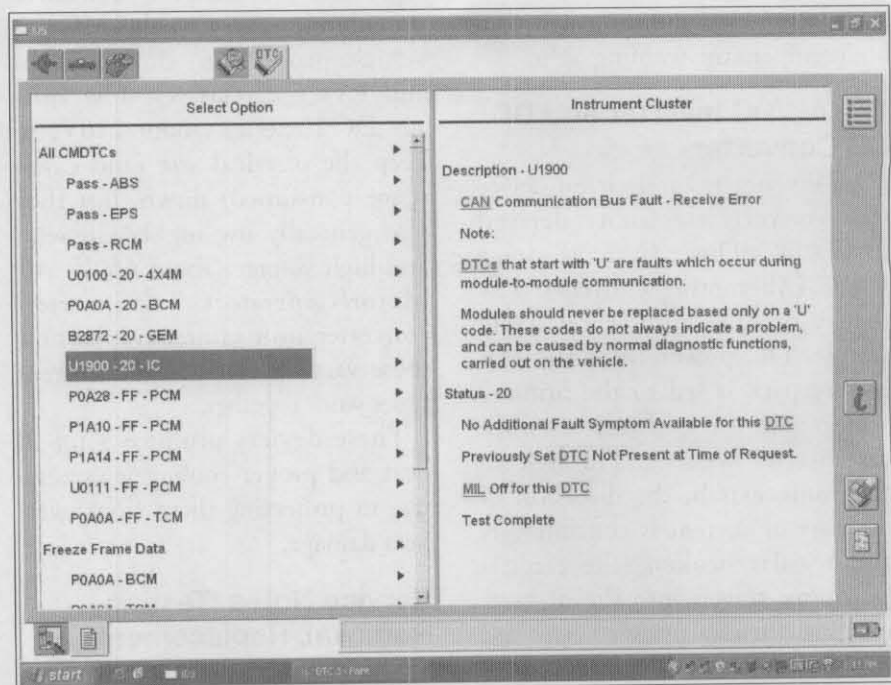 IDS
DTC
Select Option
All CMDTCs
Pass - ABS
Pass - EPS
Pass - RCM
U0100 - 20 - 4X4M
P0A0A - 20 - BCM
B2872 - 20 - GEM
U1900 - 20 - IC
P0A28 - FF - PCM
P1A10 - FF - PCM
P1A14 - FF - PCM
U0111 - FF - PCM
P0A0A - FF - TCM
Freeze Frame Data
P0A0A - BCM
P0A0A - TCM
Instrument Cluster
Description - U1900
CAN Communication Bus Fault - Receive Error
Note:
DTCs that start with 'U' are faults which occur during
module-to-module communication.
Modules should never be replaced based only on a 'U'
code. These codes do not always indicate a problem,
and can be caused by normal diagnostic functions,
carried out on the vehicle.
Status - 20
No Additional Fault Symptom Available for this DTC
Previously Set DTC Not Present at Time of Request.
MIL Off for this DTC
Test Complete
start